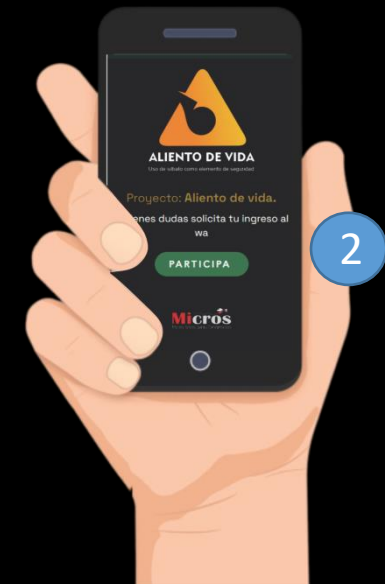 ALIENTO DE VIDA
Uso de silbato como elemento de seguridad
Proyecto: Aliento de vida.
enes dudas solicita tu ingreso al
wa
PARTICIPA
Micros
2